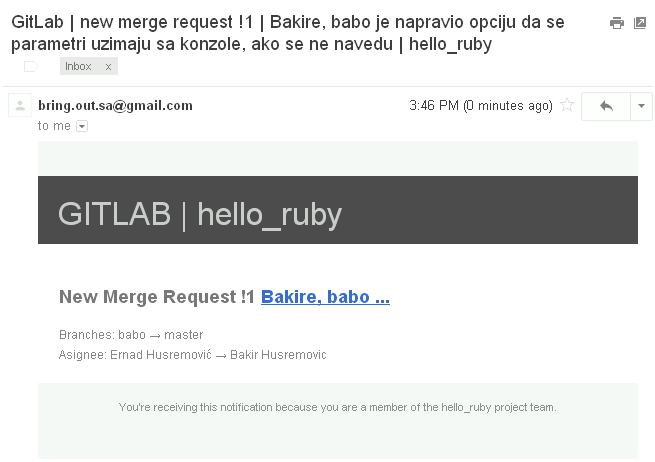 GitLab | new merge request !1 | Bakire, babo je napravio opciju da se
parametri uzimaju sa konzole, ako se ne navedu | hello_ruby
Inbox x
bring.out.sa@gmail.com 3:46 PM (0 minutes ago)
to me
GITLAB | hello_ruby
New Merge Request !1 Bakire, babo ...
Branches: babo → master
Asignee: Ernad Husremović → Bakir Husremovic
You're receiving this notification because you are a member of the hello_ruby project team.